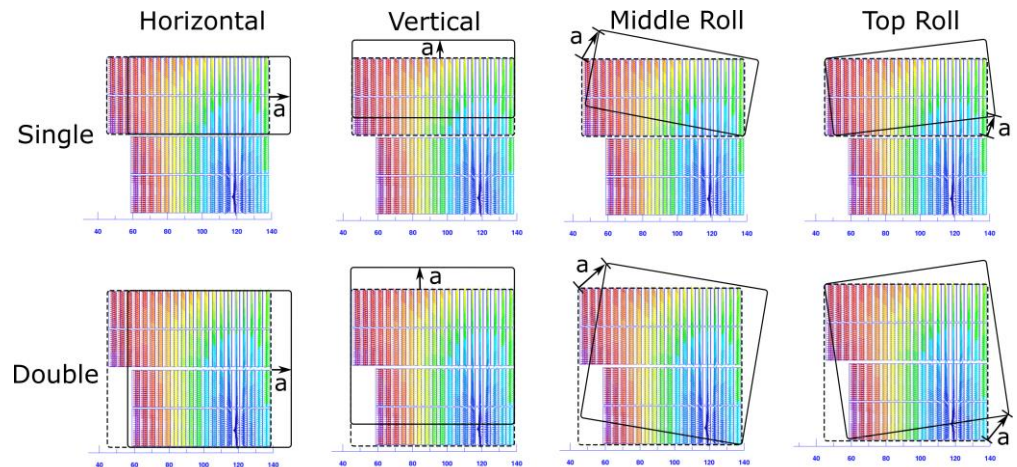 Horizontal Vertical Middle Roll Top Roll
a a a a
Single
40 60 80 100 120 140 40 60 80 100 120 140 40 60 80 100 120 140 40 60 80 100 120 140
a a a a
Double
40 60 80 100 120 140 40 60 80 100 120 140 40 60 80 100 120 140 40 60 80 100 120 140